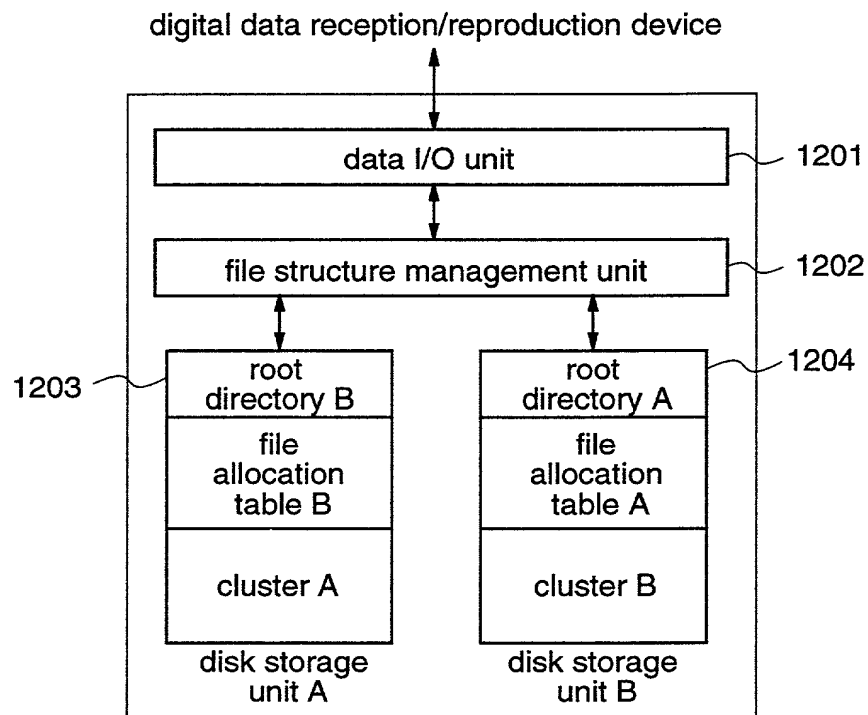 digital data reception/reproduction device
data I/O unit
1201
file structure management unit
1202
1203
root
directory B
file
allocation
table B
cluster A
disk storage
unit A
1204
root
directory A
file
allocation
table A
cluster B
disk storage
unit B